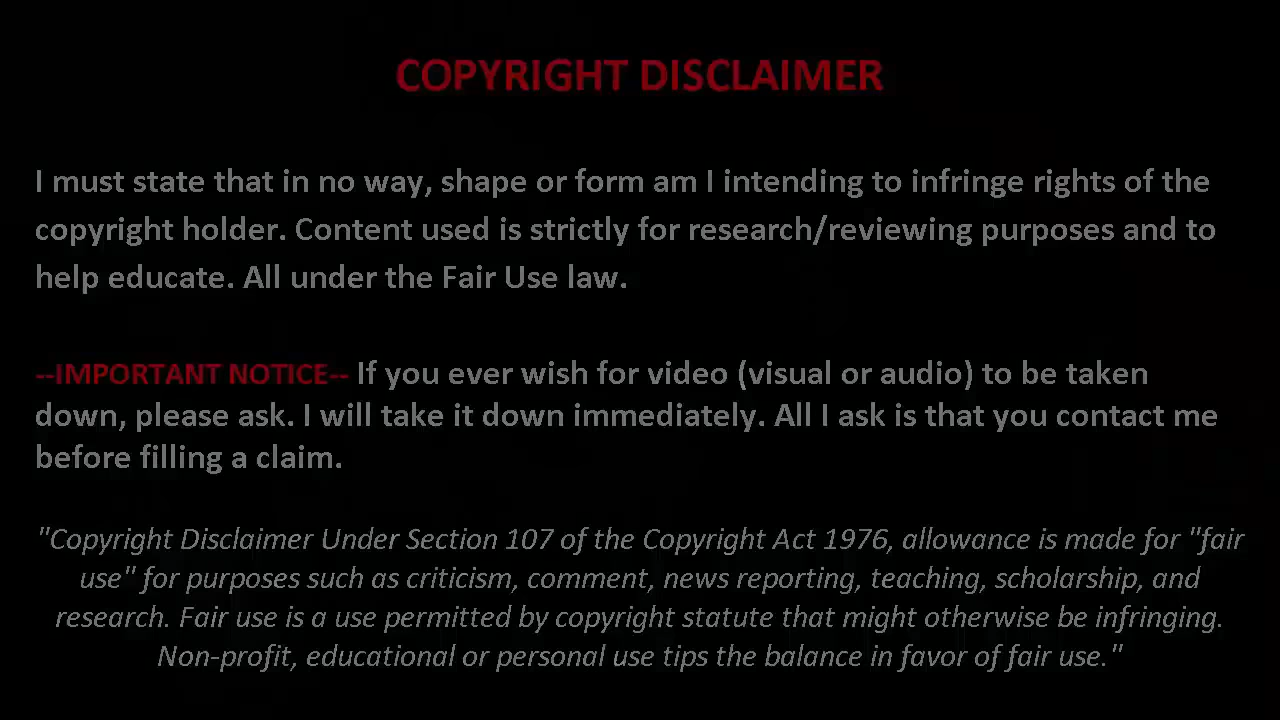 COPYRIGHT DISCLAIMER
I must state that in no way, shape or form am I intending to infringe rights of the
copyright holder. Content used is strictly for research/reviewing purposes and to
help educate. All under the Fair Use law.
--IMPORTANT NOTICE-- If you ever wish for video (visual or audio) to be taken
down, please ask. I will take it down immediately. All I ask is that you contact me
before filling a claim.
"Copyright Disclaimer Under Section 107 of the Copyright Act 1976, allowance is made for "fair
use" for purposes such as criticism, comment, news reporting, teaching, scholarship, and
research. Fair use is a use permitted by copyright statute that might otherwise be infringing.
Non-profit, educational or personal use tips the balance in favor of fair use."